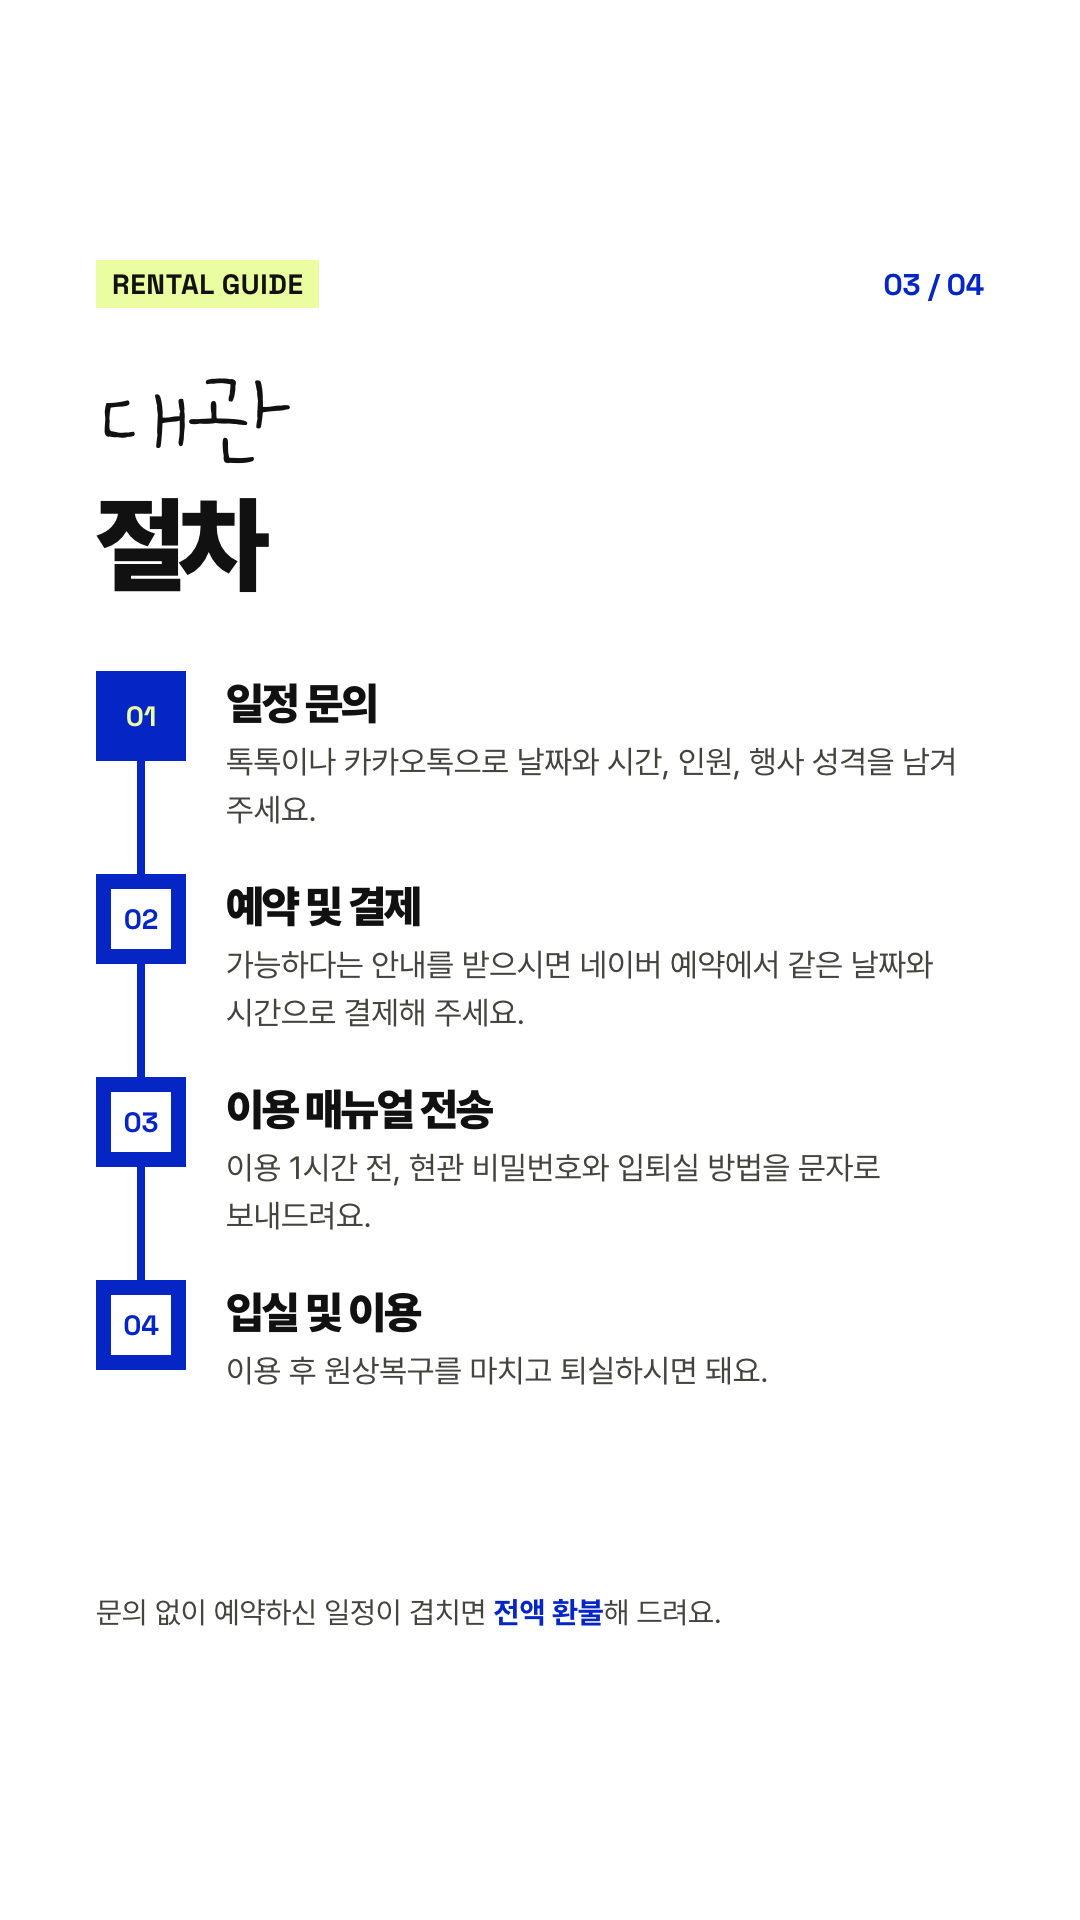 RENTAL GUIDE
03 / 04
대관
절차
01
일정 문의
톡톡이나 카카오톡으로 날짜와 시간, 인원, 행사 성격을 남겨
주세요.
02
예약 및 결제
가능하다는 안내를 받으시면 네이버 예약에서 같은 날짜와
시간으로 결제해 주세요.
03
이용 매뉴얼 전송
이용 1시간 전, 현관 비밀번호와 입퇴실 방법을 문자로
보내드려요.
04
입실 및 이용
이용 후 원상복구를 마치고 퇴실하시면 돼요.
문의 없이 예약하신 일정이 겹치면 전액 환불해 드려요.